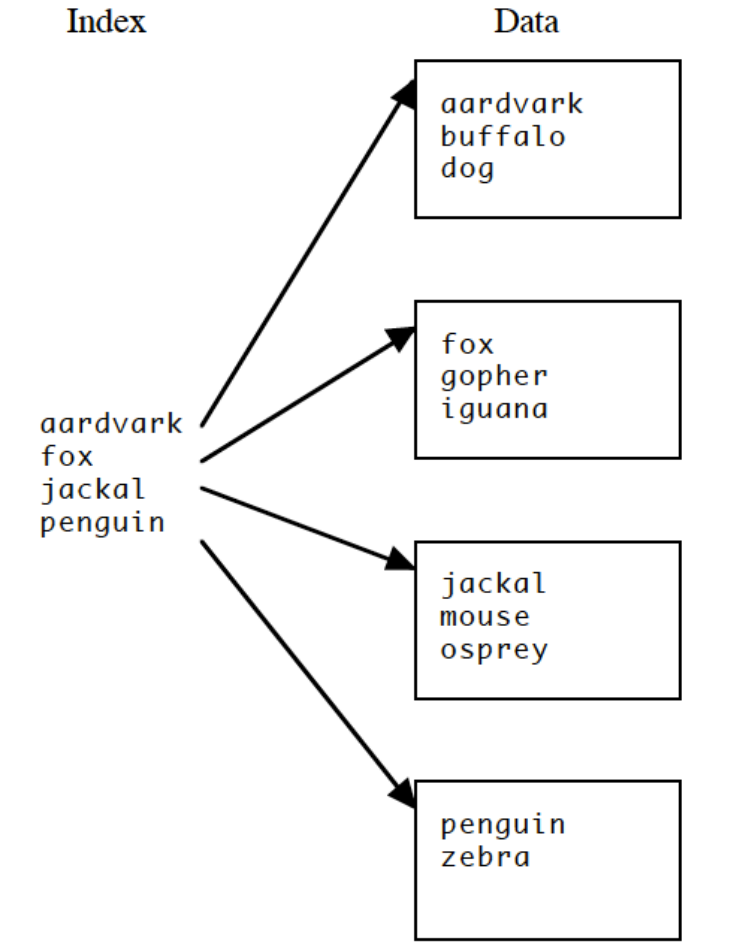 Index
Data
aardvark
buffalo
dog
fox
gopher
iguana
aardvark
fox
jackal
penguin
jackal
mouse
osprey
penguin
zebra